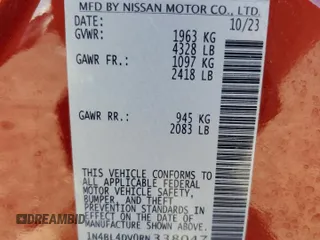 MFD BY NISSAN MOTOR CO., LTD.
DATE: 10/23
GVWR: 1963 KG
4328 LB
GAWR FR.: 1097 KG
2418 LB
GAWR RR.: 945 KG
2083 LB
THIS VEHICLE CONFORMS TO
ALL APPLICABLE FEDERAL
MOTOR VEHICLE SAFETY,
BUMPER, AND THEFT
PREVENTION STANDARDS IN
EFFECT ON THE DATE OF
MANUFACTURE SHOWN ABOVE.
1N4BL4DV0RN338047
DREAMBID